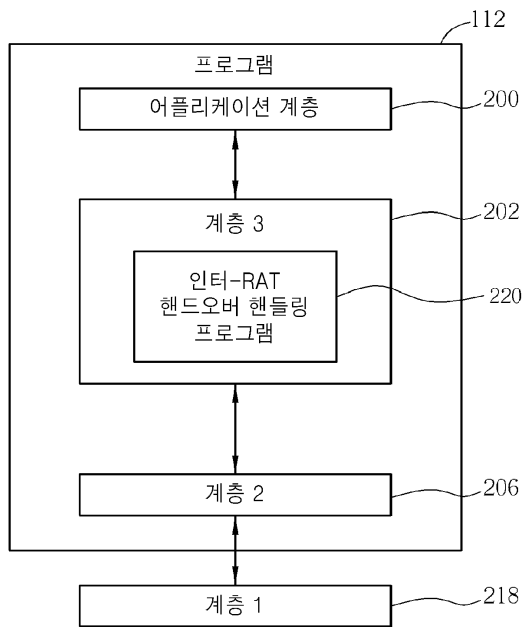 112
프로그램
어플리케이션 계층
200
계층 3
202
인터-RAT
핸드오버 핸들링
프로그램
220
계층 2
206
계층 1
218